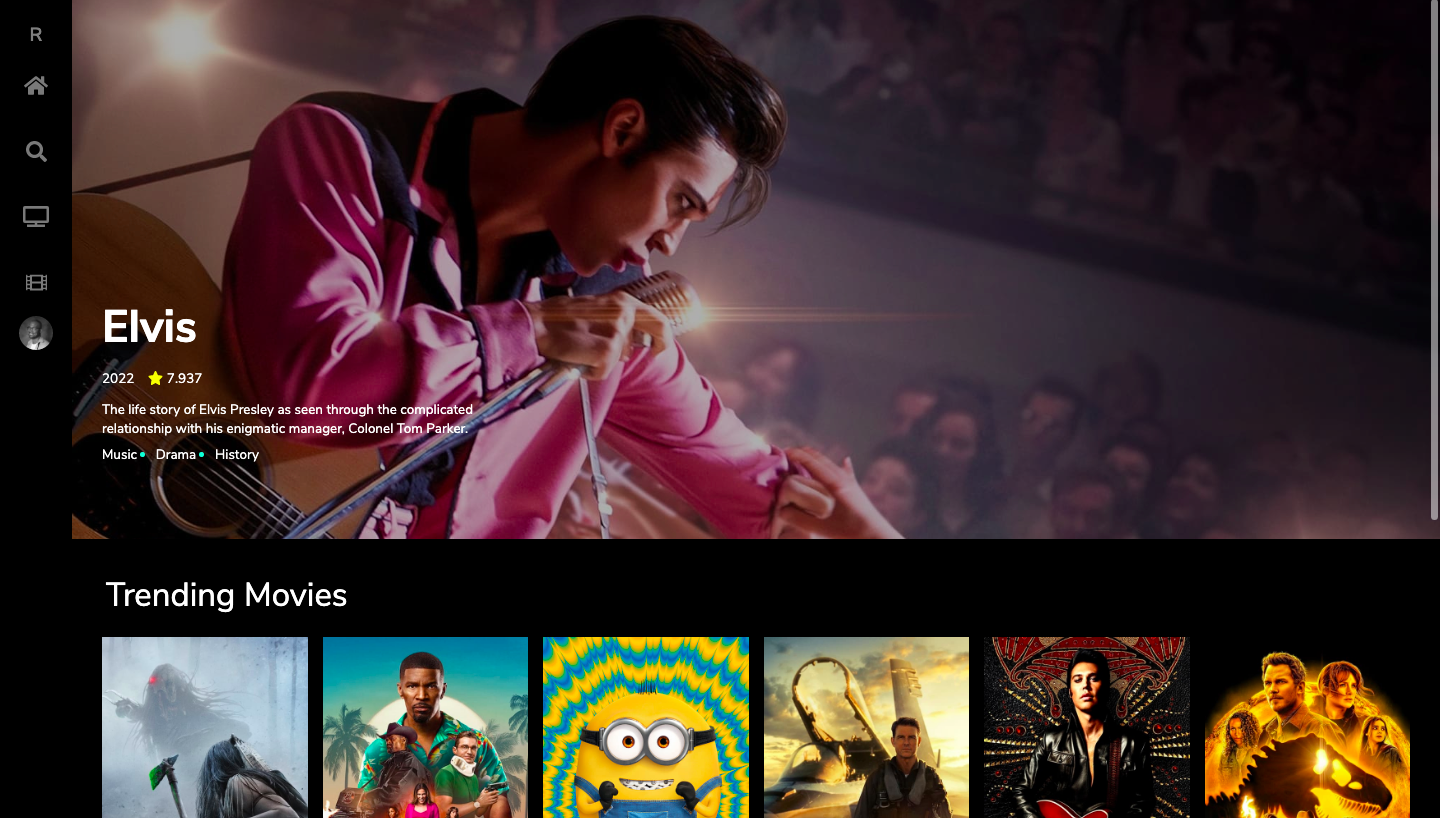 R
Elvis
2022 7.937
The life story of Elvis Presley as seen through the complicated
relationship with his enigmatic manager, Colonel Tom Parker.
Music Drama History
Trending Movies